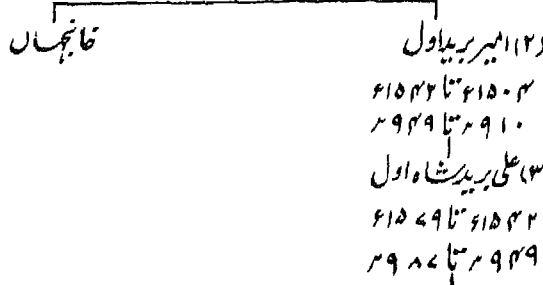 (۲) امیر برید اول
خانجہاں
۱۵۰۴ء تا ۱۵۴۲ء
۹۱۰ھ تا ۹۴۹ھ
(۳) علی برید شاہ اول
۱۵۴۲ء تا ۱۵۷۹ء
۹۴۹ھ تا ۹۸۷ھ